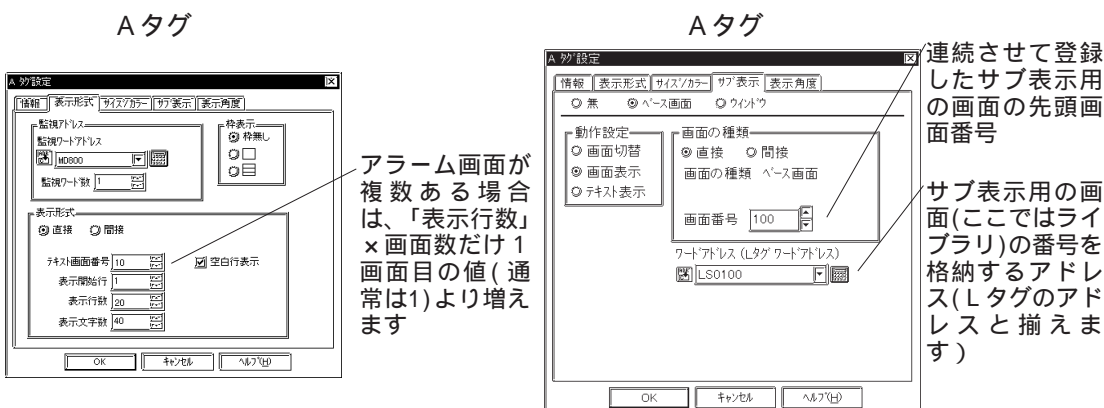 Aタグ
A ﾀｸﾞ設定
情報 表示形式 ｻｲｽﾞ/ｶﾗｰ ｻﾌﾞ表示 表示角度
監視ｱﾄﾞﾚｽ
監視ﾜｰﾄﾞｱﾄﾞﾚｽ
MD800
監視ﾜｰﾄﾞ数 1
枠表示
枠無し
表示形式
直接 間接
ﾃｷｽﾄ画面番号 10
空白行表示
表示開始行 1
表示行数 20
表示文字数 40
OK ｷｬﾝｾﾙ ﾍﾙﾌﾟ(H)
アラーム画面が
複数ある場合
は、「表示行数」
×画面数だけ1
画面目の値(通
常は1)より増え
ます
Aタグ
A ﾀｸﾞ設定
情報 表示形式 ｻｲｽﾞ/ｶﾗｰ ｻﾌﾞ表示 表示角度
無 ﾍﾞｰｽ画面 ｳｲﾝﾄﾞｳ
動作設定
画面切替
画面表示
ﾃｷｽﾄ表示
画面の種類
直接 間接
画面の種類 ﾍﾞｰｽ画面
画面番号 100
ﾜｰﾄﾞｱﾄﾞﾚｽ (Lﾀｸﾞﾜｰﾄﾞｱﾄﾞﾚｽ)
LS0100
OK ｷｬﾝｾﾙ ﾍﾙﾌﾟ(H)
連続させて登録
したサブ表示用
の画面の先頭画
面番号
サブ表示用の画
面(ここではライ
ブラリ)の番号を
格納するアドレ
ス(Lタグのアド
レスと揃えま
す)